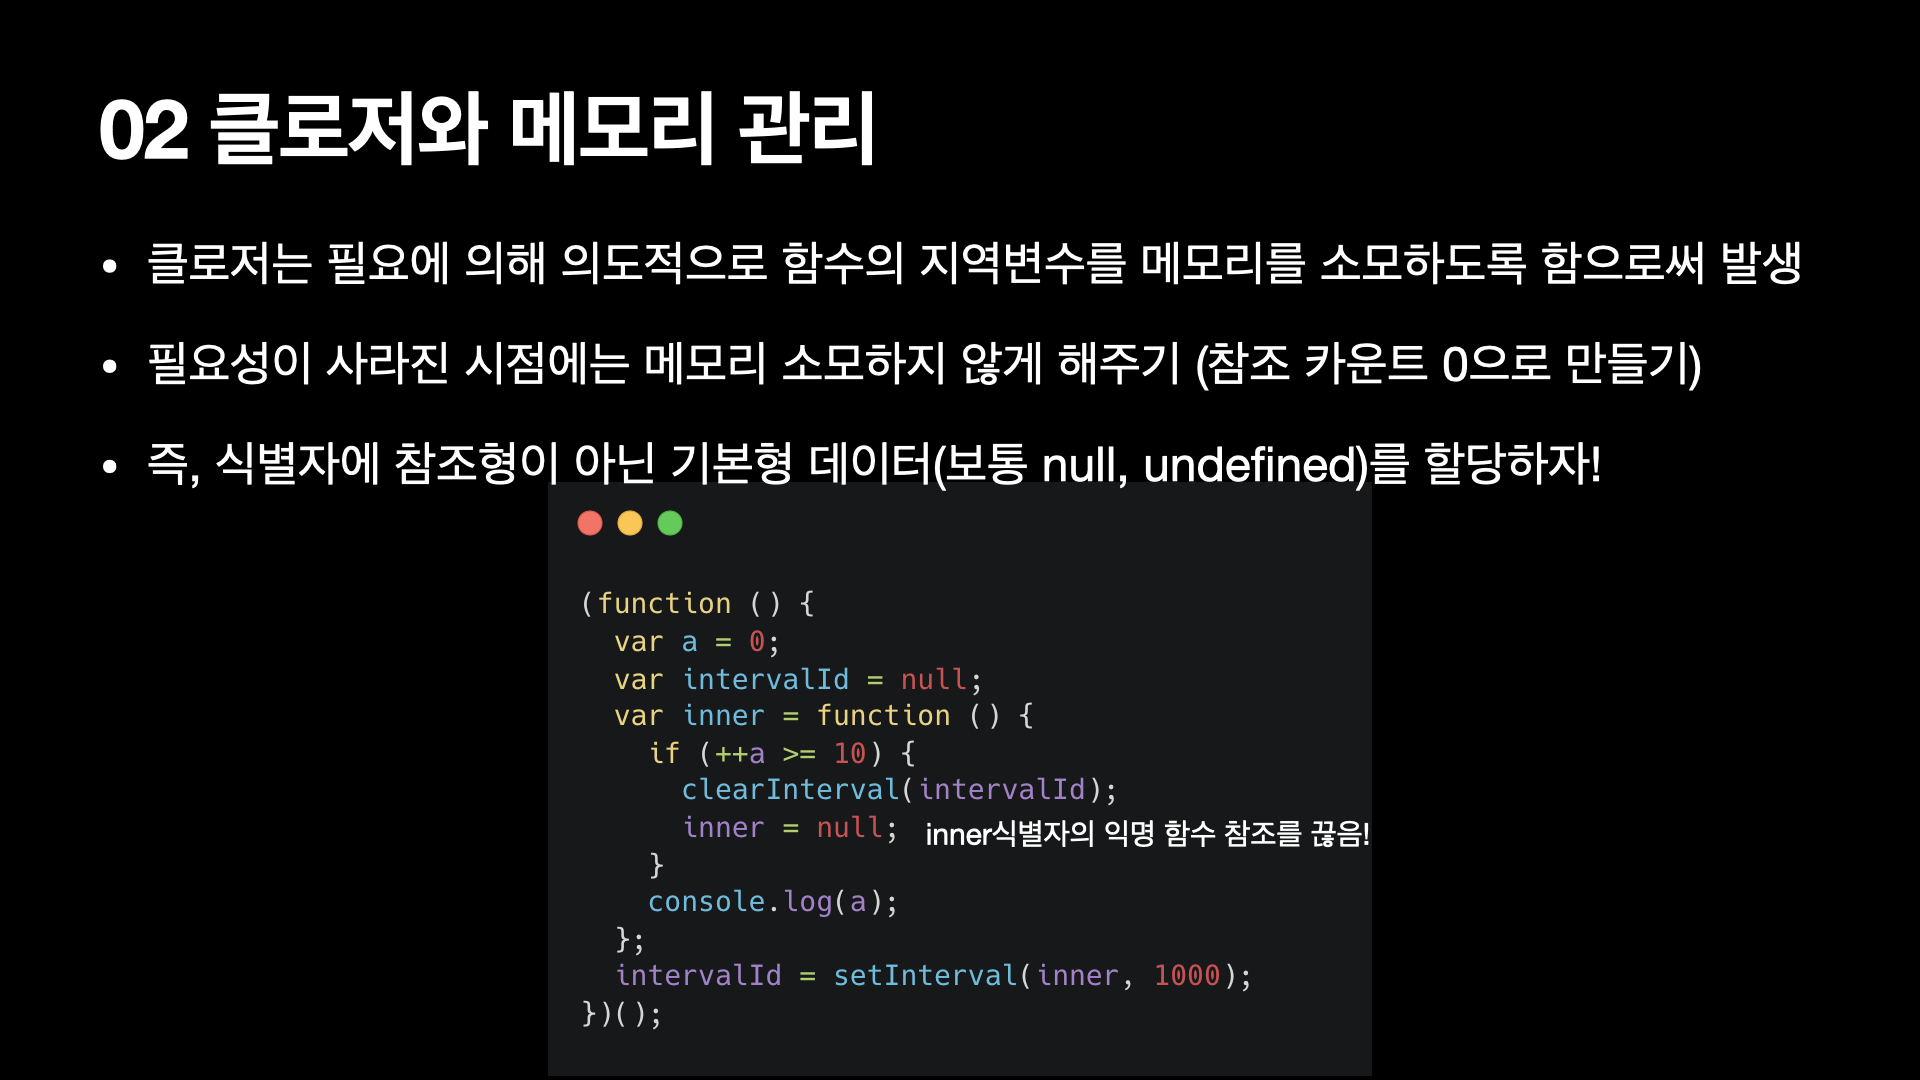 02 클로저와 메모리 관리
• 클로저는 필요에 의해 의도적으로 함수의 지역변수를 메모리를 소모하도록 함으로써 발생
• 필요성이 사라진 시점에는 메모리 소모하지 않게 해주기 (참조 카운트 0으로 만들기)
• 즉, 식별자에 참조형이 아닌 기본형 데이터(보통 null, undefined)를 할당하자!
(function () {
  var a = 0;
  var intervalId = null;
  var inner = function () {
    if (++a >= 10) {
      clearInterval(intervalId);
      inner = null; inner식별자의 익명 함수 참조를 끊음!
    }
    console.log(a);
  };
  intervalId = setInterval(inner, 1000);
})();